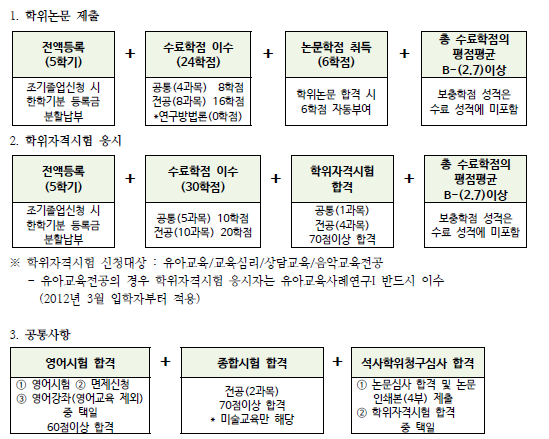 1. 학위논문 제출
전액등록
(5학기)
조기졸업신청 시
한학기분 등록금
분할납부
+
수료학점 이수
(24학점)
공통(4과목) 8학점
전공(8과목) 16학점
*연구방법론(0학점)
+
논문학점 취득
(6학점)
학위논문 합격 시
6학점 자동부여
+
총 수료학점의
평점평균
B-(2.7)이상
보충학점 성적은
수료 성적에 미포함
2. 학위자격시험 응시
전액등록
(5학기)
조기졸업신청 시
한학기분 등록금
분할납부
+
수료학점 이수
(30학점)
공통(5과목) 10학점
전공(10과목) 20학점
+
학위자격시험
합격
공통(1과목)
전공(4과목)
70점이상 합격
+
총 수료학점의
평점평균
B-(2.7)이상
보충학점 성적은
수료 성적에 미포함
※ 학위자격시험 신청대상 : 유아교육/교육심리/상담교육/음악교육전공
- 유아교육전공의 경우 학위자격시험 응시자는 유아교육사례연구Ⅰ 반드시 이수
(2012년 3월 입학자부터 적용)
3. 공통사항
영어시험 합격
① 영어시험 ② 면제신청
③ 영어강좌(영어교육 제외)
중 택일
60점이상 합격
+
종합시험 합격
전공(2과목)
70점이상 합격
* 미술교육만 해당
+
석사학위청구심사 합격
① 논문심사 합격 및 논문
인쇄본(4부) 제출
② 학위자격시험 합격
중 택일